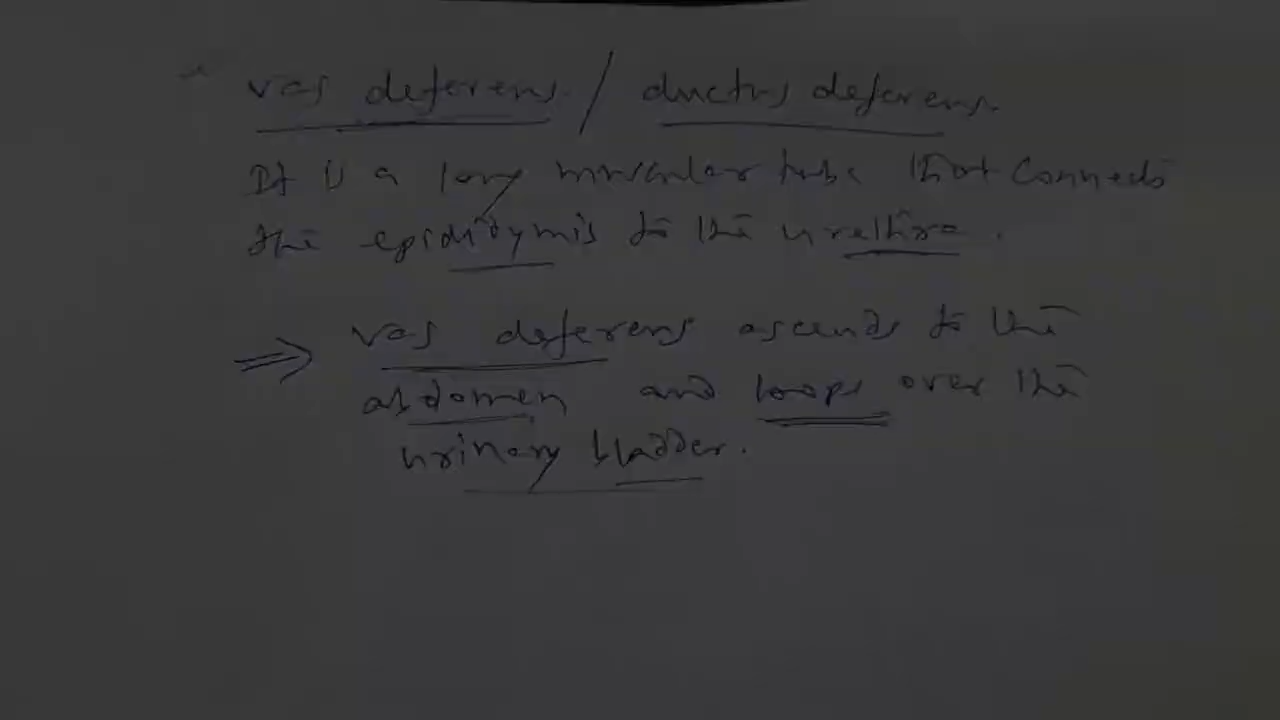 vas deferens / ductus deferens.
It is a long muscular tube that connects
the epididymis to the urethra.
⇒ vas deferens ascends to the
abdomen and loops over the
urinary bladder.